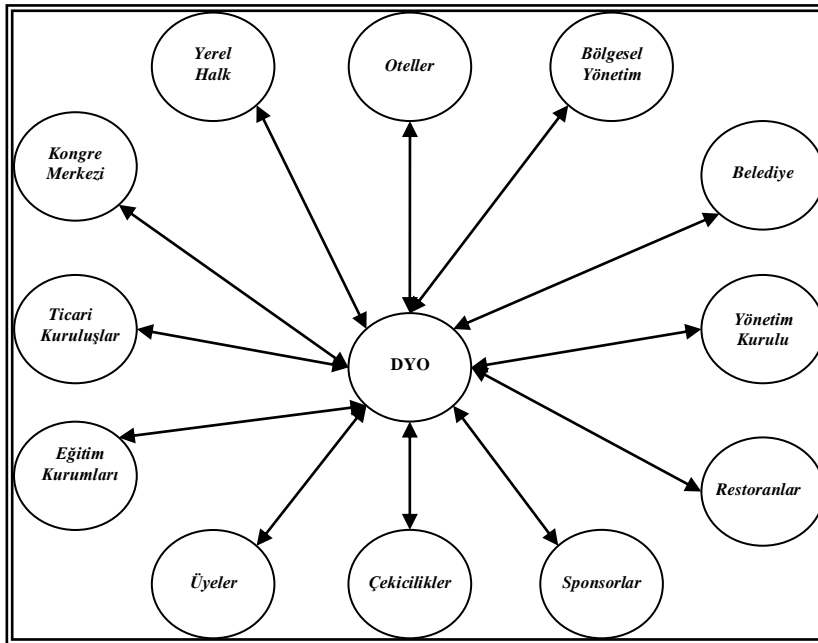 Yerel
Halk
Oteller
Bölgesel
Yönetim
Kongre
Merkezi
Belediye
Ticari
Kuruluşlar
Yönetim
Kurulu
DYO
Eğitim
Kurumları
Restoranlar
Üyeler
Çekicilikler
Sponsorlar